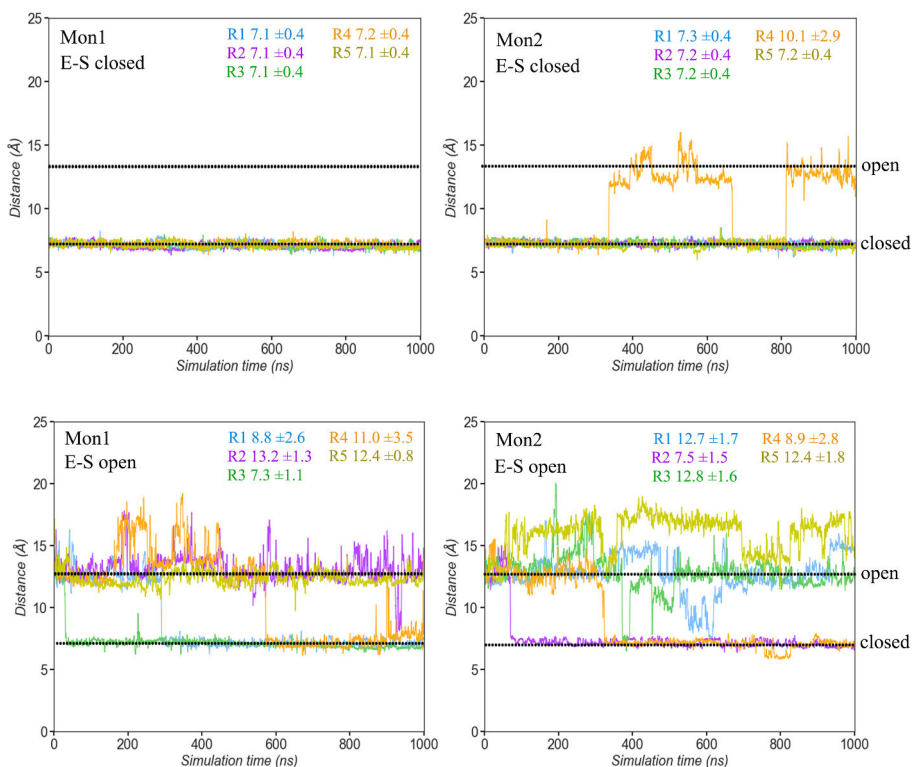 25
20
15
10
5
0
Distance (Å)
Mon1
E-S closed
R1 7.1 ±0.4 R4 7.2 ±0.4
R2 7.1 ±0.4 R5 7.1 ±0.4
R3 7.1 ±0.4
0 200 400 600 800 1000
Simulation time (ns)
25
20
15
10
5
0
Distance (Å)
Mon2
E-S closed
R1 7.3 ±0.4 R4 10.1 ±2.9
R2 7.2 ±0.4 R5 7.2 ±0.4
R3 7.2 ±0.4
open
closed
0 200 400 600 800 1000
Simulation time (ns)
25
20
15
10
5
0
Distance (Å)
Mon1
E-S open
R1 8.8 ±2.6 R4 11.0 ±3.5
R2 13.2 ±1.3 R5 12.4 ±0.8
R3 7.3 ±1.1
0 200 400 600 800 1000
Simulation time (ns)
25
20
15
10
5
0
Distance (Å)
Mon2
E-S open
R1 12.7 ±1.7 R4 8.9 ±2.8
R2 7.5 ±1.5 R5 12.4 ±1.8
R3 12.8 ±1.6
open
closed
0 200 400 600 800 1000
Simulation time (ns)